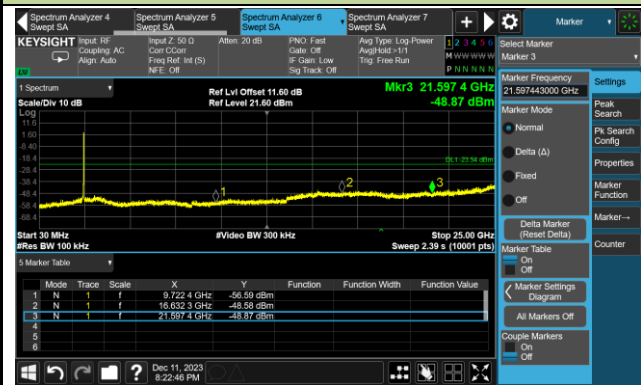 Spectrum Analyzer 4
Swept SA
Spectrum Analyzer 5
Swept SA
Spectrum Analyzer 6
Swept SA
Spectrum Analyzer 7
Swept SA
+
Marker
KEYSIGHT
Input: RF
Coupling: AC
Align: Auto
Input Z: 50 Ω
Corr CCorr
Freq Ref: Int (S)
NFE: Off
Atten: 20 dB
PNO: Fast
Gate: Off
IF Gain: Low
Sig Track: Off
Avg Type: Log-Power
Avg|Hold:>1/1
Trig: Free Run
1 2 3 4 5 6
M W W W W W
P N N N N N
Select Marker
Marker 3
1 Spectrum
Scale/Div 10 dB
Log
Ref Lvl Offset 11.60 dB
Ref Level 21.60 dBm
Mkr3 21.597 4 GHz
-48.87 dBm
11.6
1.60
-8.40
-18.4
-28.4
-38.4
-48.4
-58.4
-68.4
DL1 -23.54 dBm
1
2
3
Start 30 MHz
#Res BW 100 kHz
#Video BW 300 kHz
Stop 25.00 GHz
Sweep 2.39 s (10001 pts)
5 Marker Table
Mode Trace Scale X Y Function Function Width Function Value
1 N 1 f 9.722 4 GHz -56.59 dBm
2 N 1 f 16.632 3 GHz -48.58 dBm
3 N 1 f 21.597 4 GHz -48.87 dBm
4
5
6
Marker Frequency
21.597443000 GHz
Marker Mode
Normal
Delta (Δ)
Fixed
Off
Delta Marker
(Reset Delta)
Marker Table
On
Off
Marker Settings
Diagram
All Markers Off
Couple Markers
On
Off
Settings
Peak
Search
Pk Search
Config
Properties
Marker
Function
Marker→
Counter
?
Dec 11, 2023
8:22:46 PM